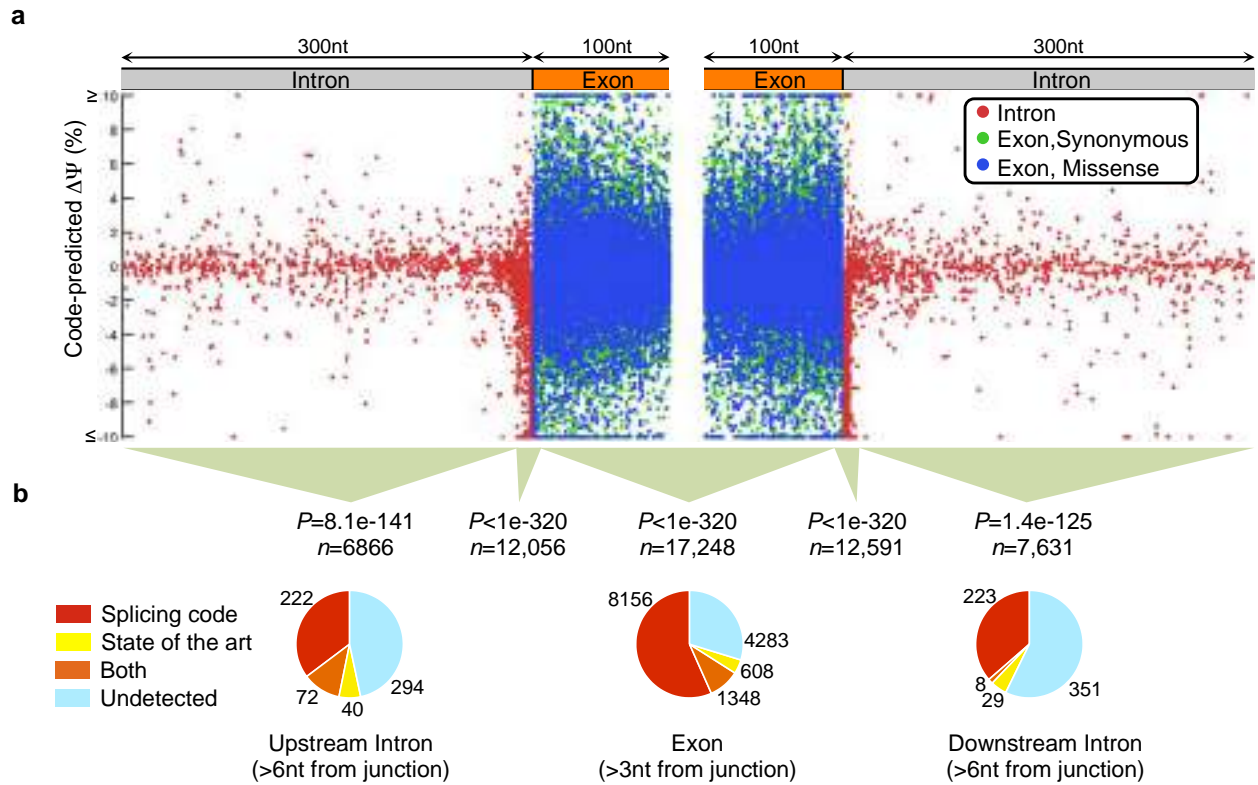 a
300nt 100nt 100nt 300nt
Intron Exon Exon Intron
Code-predicted ΔΨ (%)
≥ 10
8
6
4
2
0
-2
-4
-6
-8
≤ -10
Intron
Exon,Synonymous
Exon, Missense
b
P=8.1e-141 P<1e-320 P<1e-320 P<1e-320 P=1.4e-125
n=6866 n=12,056 n=17,248 n=12,591 n=7,631
Splicing code
State of the art
Both
Undetected
222
72
40
294
8156
4283
608
1348
223
8
29
351
Upstream Intron
(>6nt from junction)
Exon
(>3nt from junction)
Downstream Intron
(>6nt from junction)